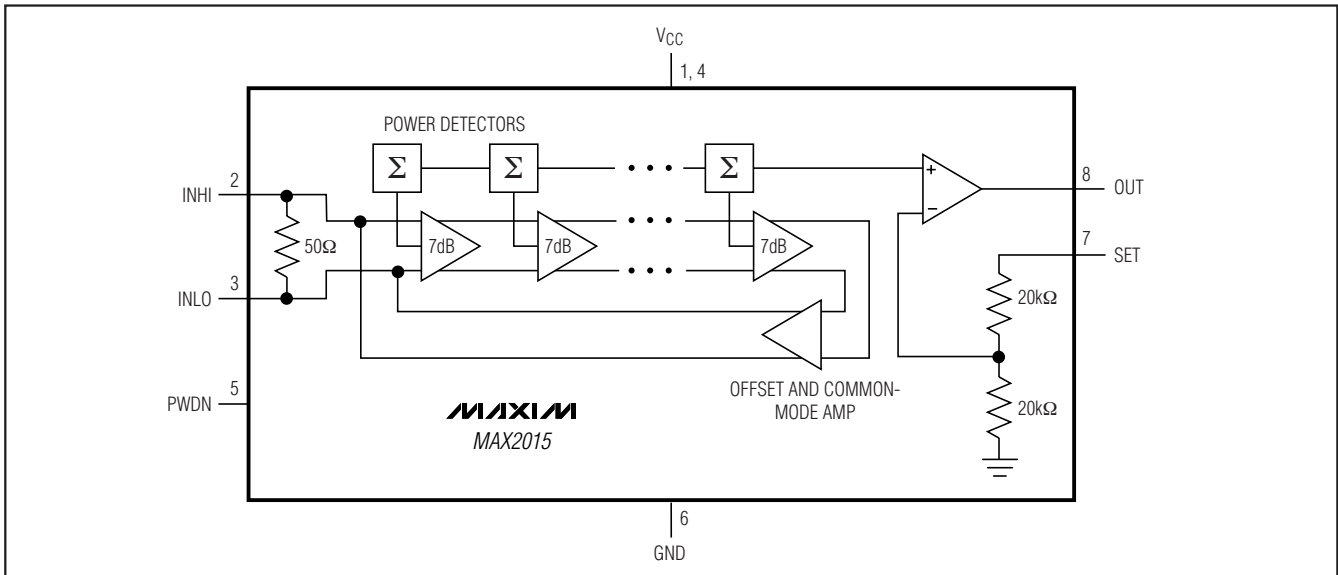 VCC
1, 4
POWER DETECTORS
Σ Σ • • • Σ
+
8
OUT
2
INHI
−
50Ω
7dB 7dB • • • 7dB
7
SET
• • •
3
INLO
20kΩ
OFFSET AND COMMON-
MODE AMP
5
PWDN
20kΩ
MAXIM
MAX2015
6
GND